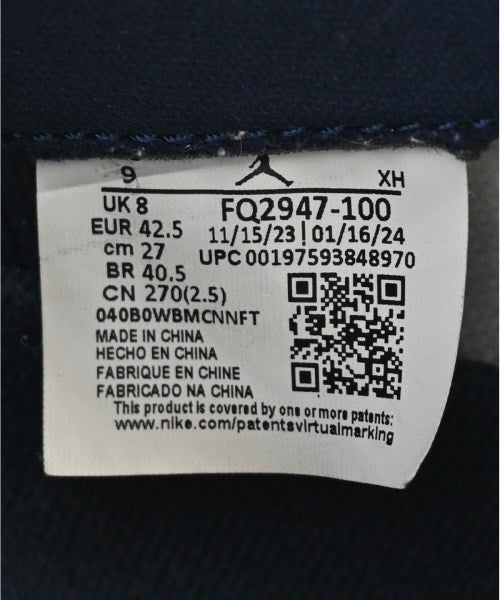 9 XH
UK 8 FQ2947-100
EUR 42.5 11/15/23 | 01/16/24
cm 27 UPC 00197593848970
BR 40.5
CN 270(2.5)
040B0WBMCNNFT
MADE IN CHINA
HECHO EN CHINA
FABRIQUE EN CHINE
FABRICADO NA CHINA
This product is covered by one or more patents:
www.nike.com/patentsvirtualmarking